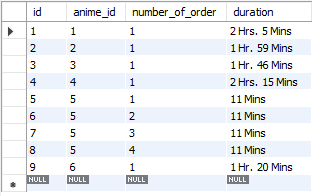 id anime_id number_of_order duration
1 1 1 2 Hrs. 5 Mins
2 2 1 1 Hr. 59 Mins
3 3 1 1 Hr. 46 Mins
4 4 1 2 Hrs. 15 Mins
5 5 1 11 Mins
6 5 2 11 Mins
7 5 3 11 Mins
8 5 4 11 Mins
9 6 1 1 Hr. 20 Mins
NULL NULL NULL NULL